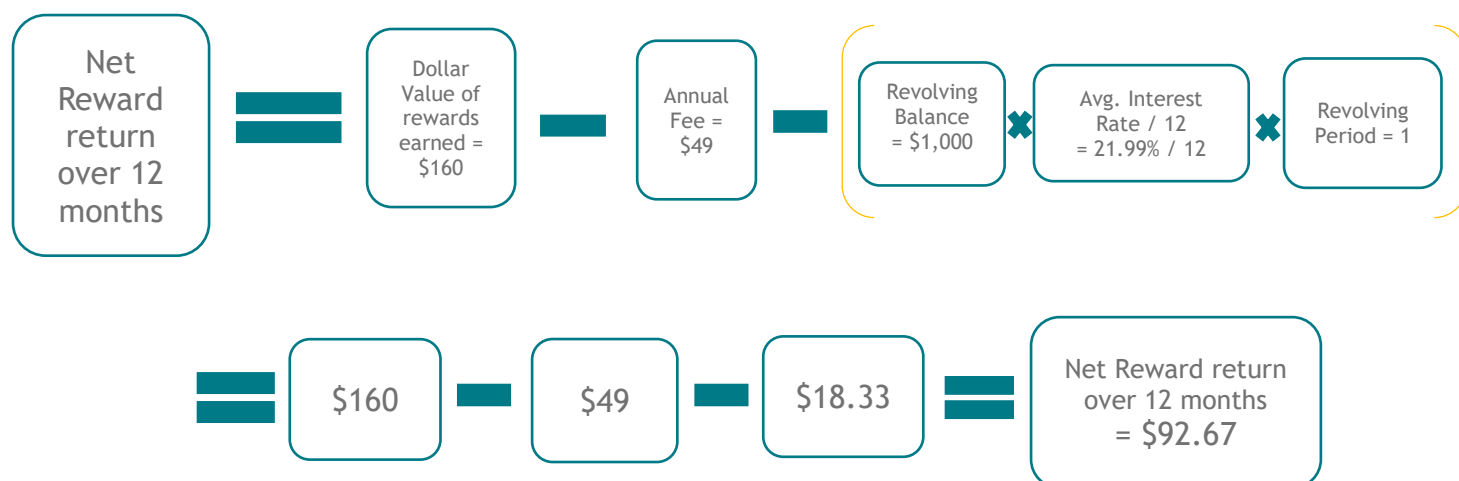 Net
Reward
return
over 12
months
Dollar
Value of
rewards
earned =
$160
Annual
Fee =
$49
Revolving
Balance
= $1,000
Avg. Interest
Rate / 12
= 21.99% / 12
Revolving
Period = 1
$160
$49
$18.33
Net Reward return
over 12 months
= $92.67